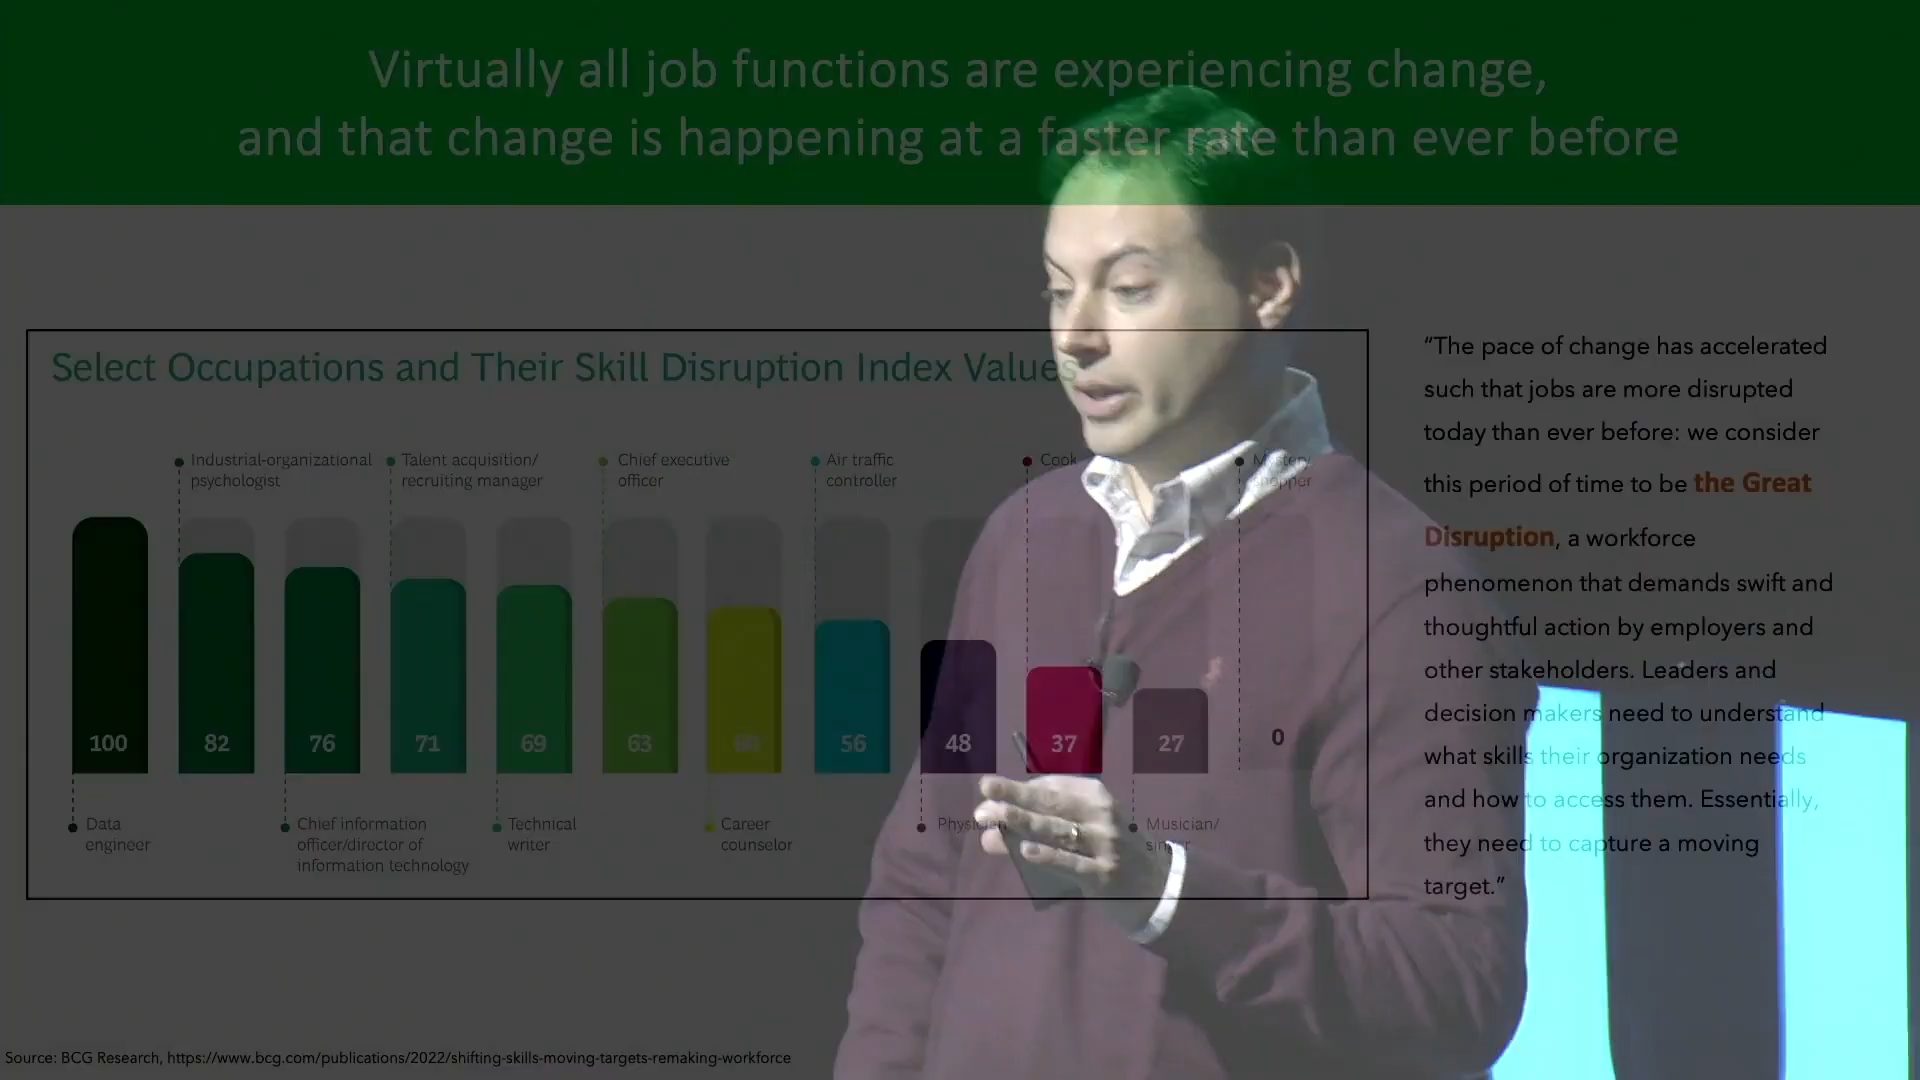 Virtually all job functions are experiencing change,
and that change is happening at a faster rate than ever before
Select Occupations and Their Skill Disruption Index Values
Industrial-organizational
psychologist
Talent acquisition/
recruiting manager
Chief executive
officer
Air traffic
controller
Cook
Mystery
shopper
100
82
76
71
69
63
60
56
48
37
27
0
Data
engineer
Chief information
officer/director of
information technology
Technical
writer
Career
counselor
Physician
Musician/
singer
“The pace of change has accelerated
such that jobs are more disrupted
today than ever before: we consider
this period of time to be the Great
Disruption, a workforce
phenomenon that demands swift and
thoughtful action by employers and
other stakeholders. Leaders and
decision makers need to understand
what skills their organization needs
and how to access them. Essentially,
they need to capture a moving
target.”
Source: BCG Research, https://www.bcg.com/publications/2022/shifting-skills-moving-targets-remaking-workforce